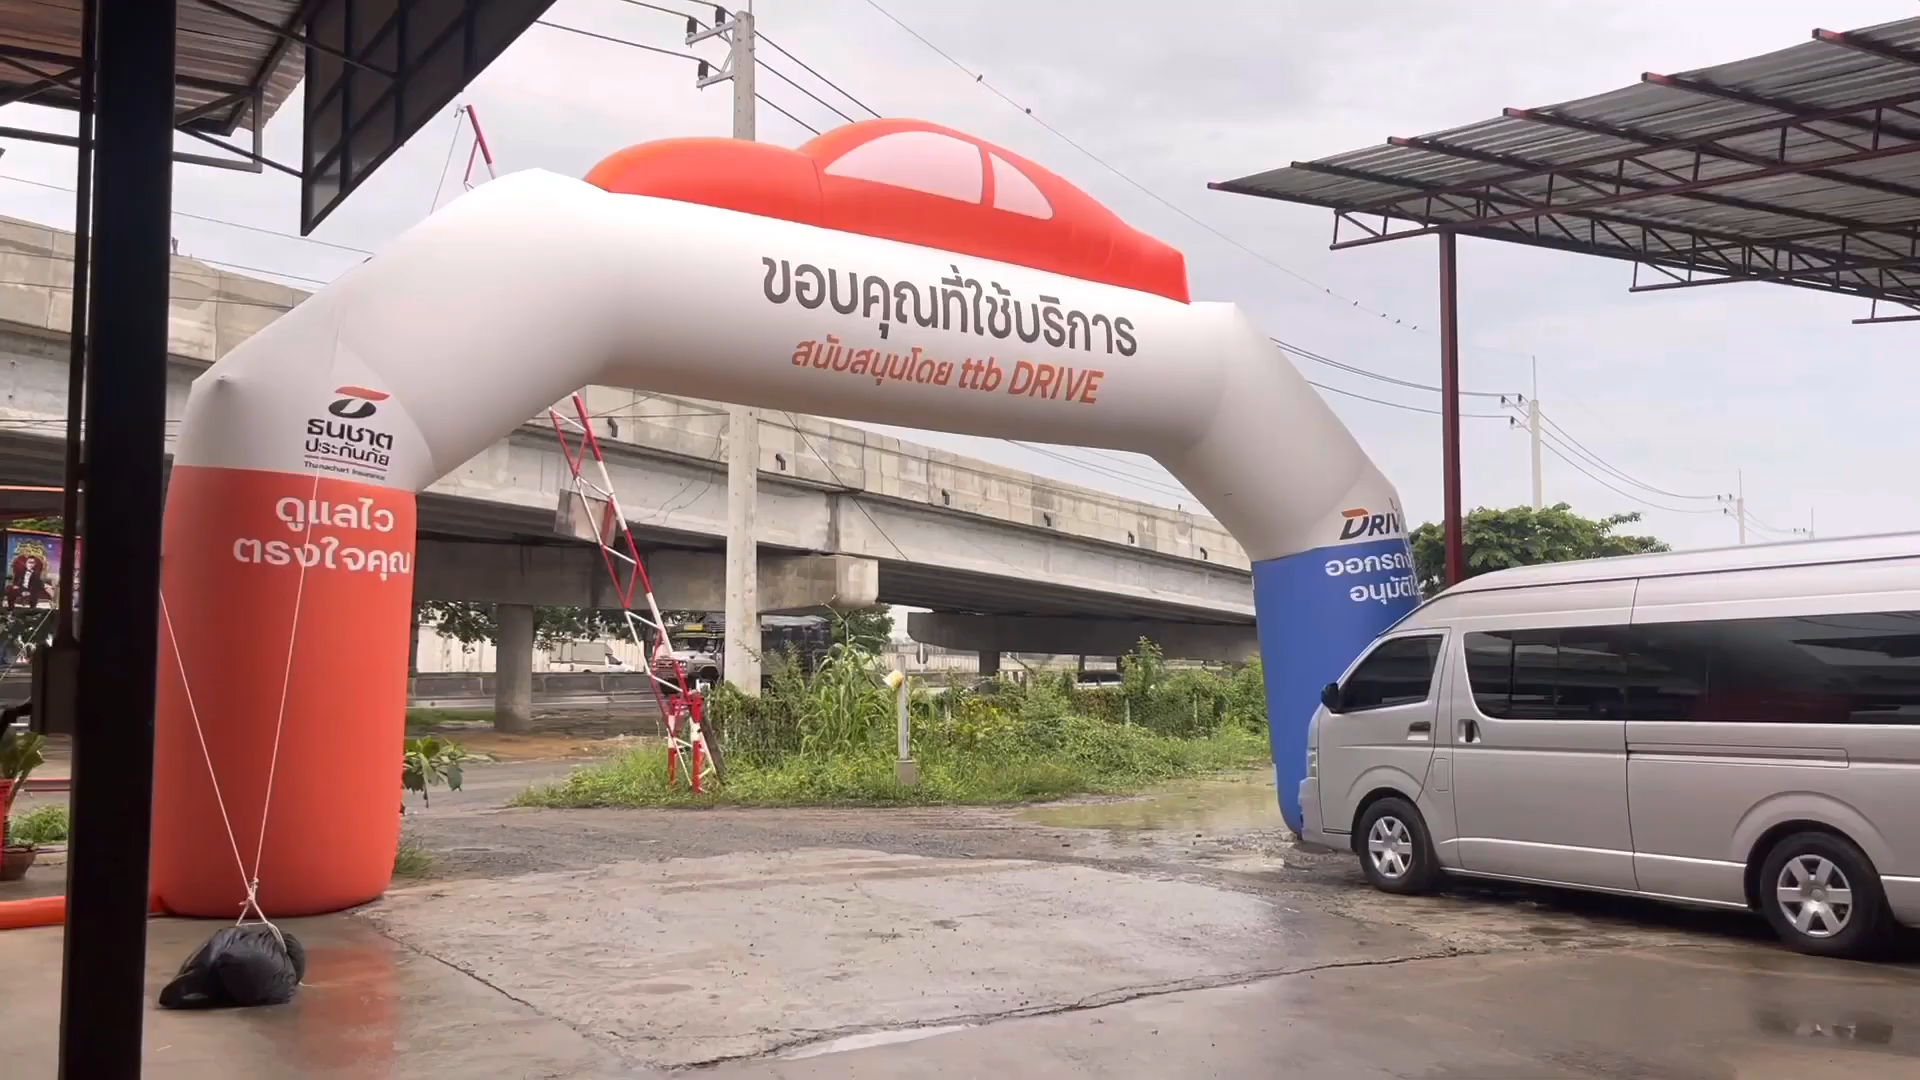 ขอบคุณที่ใช้บริการ
สนับสนุนโดย ttb DRIVE
ธนชาต
ประกันภัย
Thanachart Insurance
ดูแลไว
ตรงใจคุณ